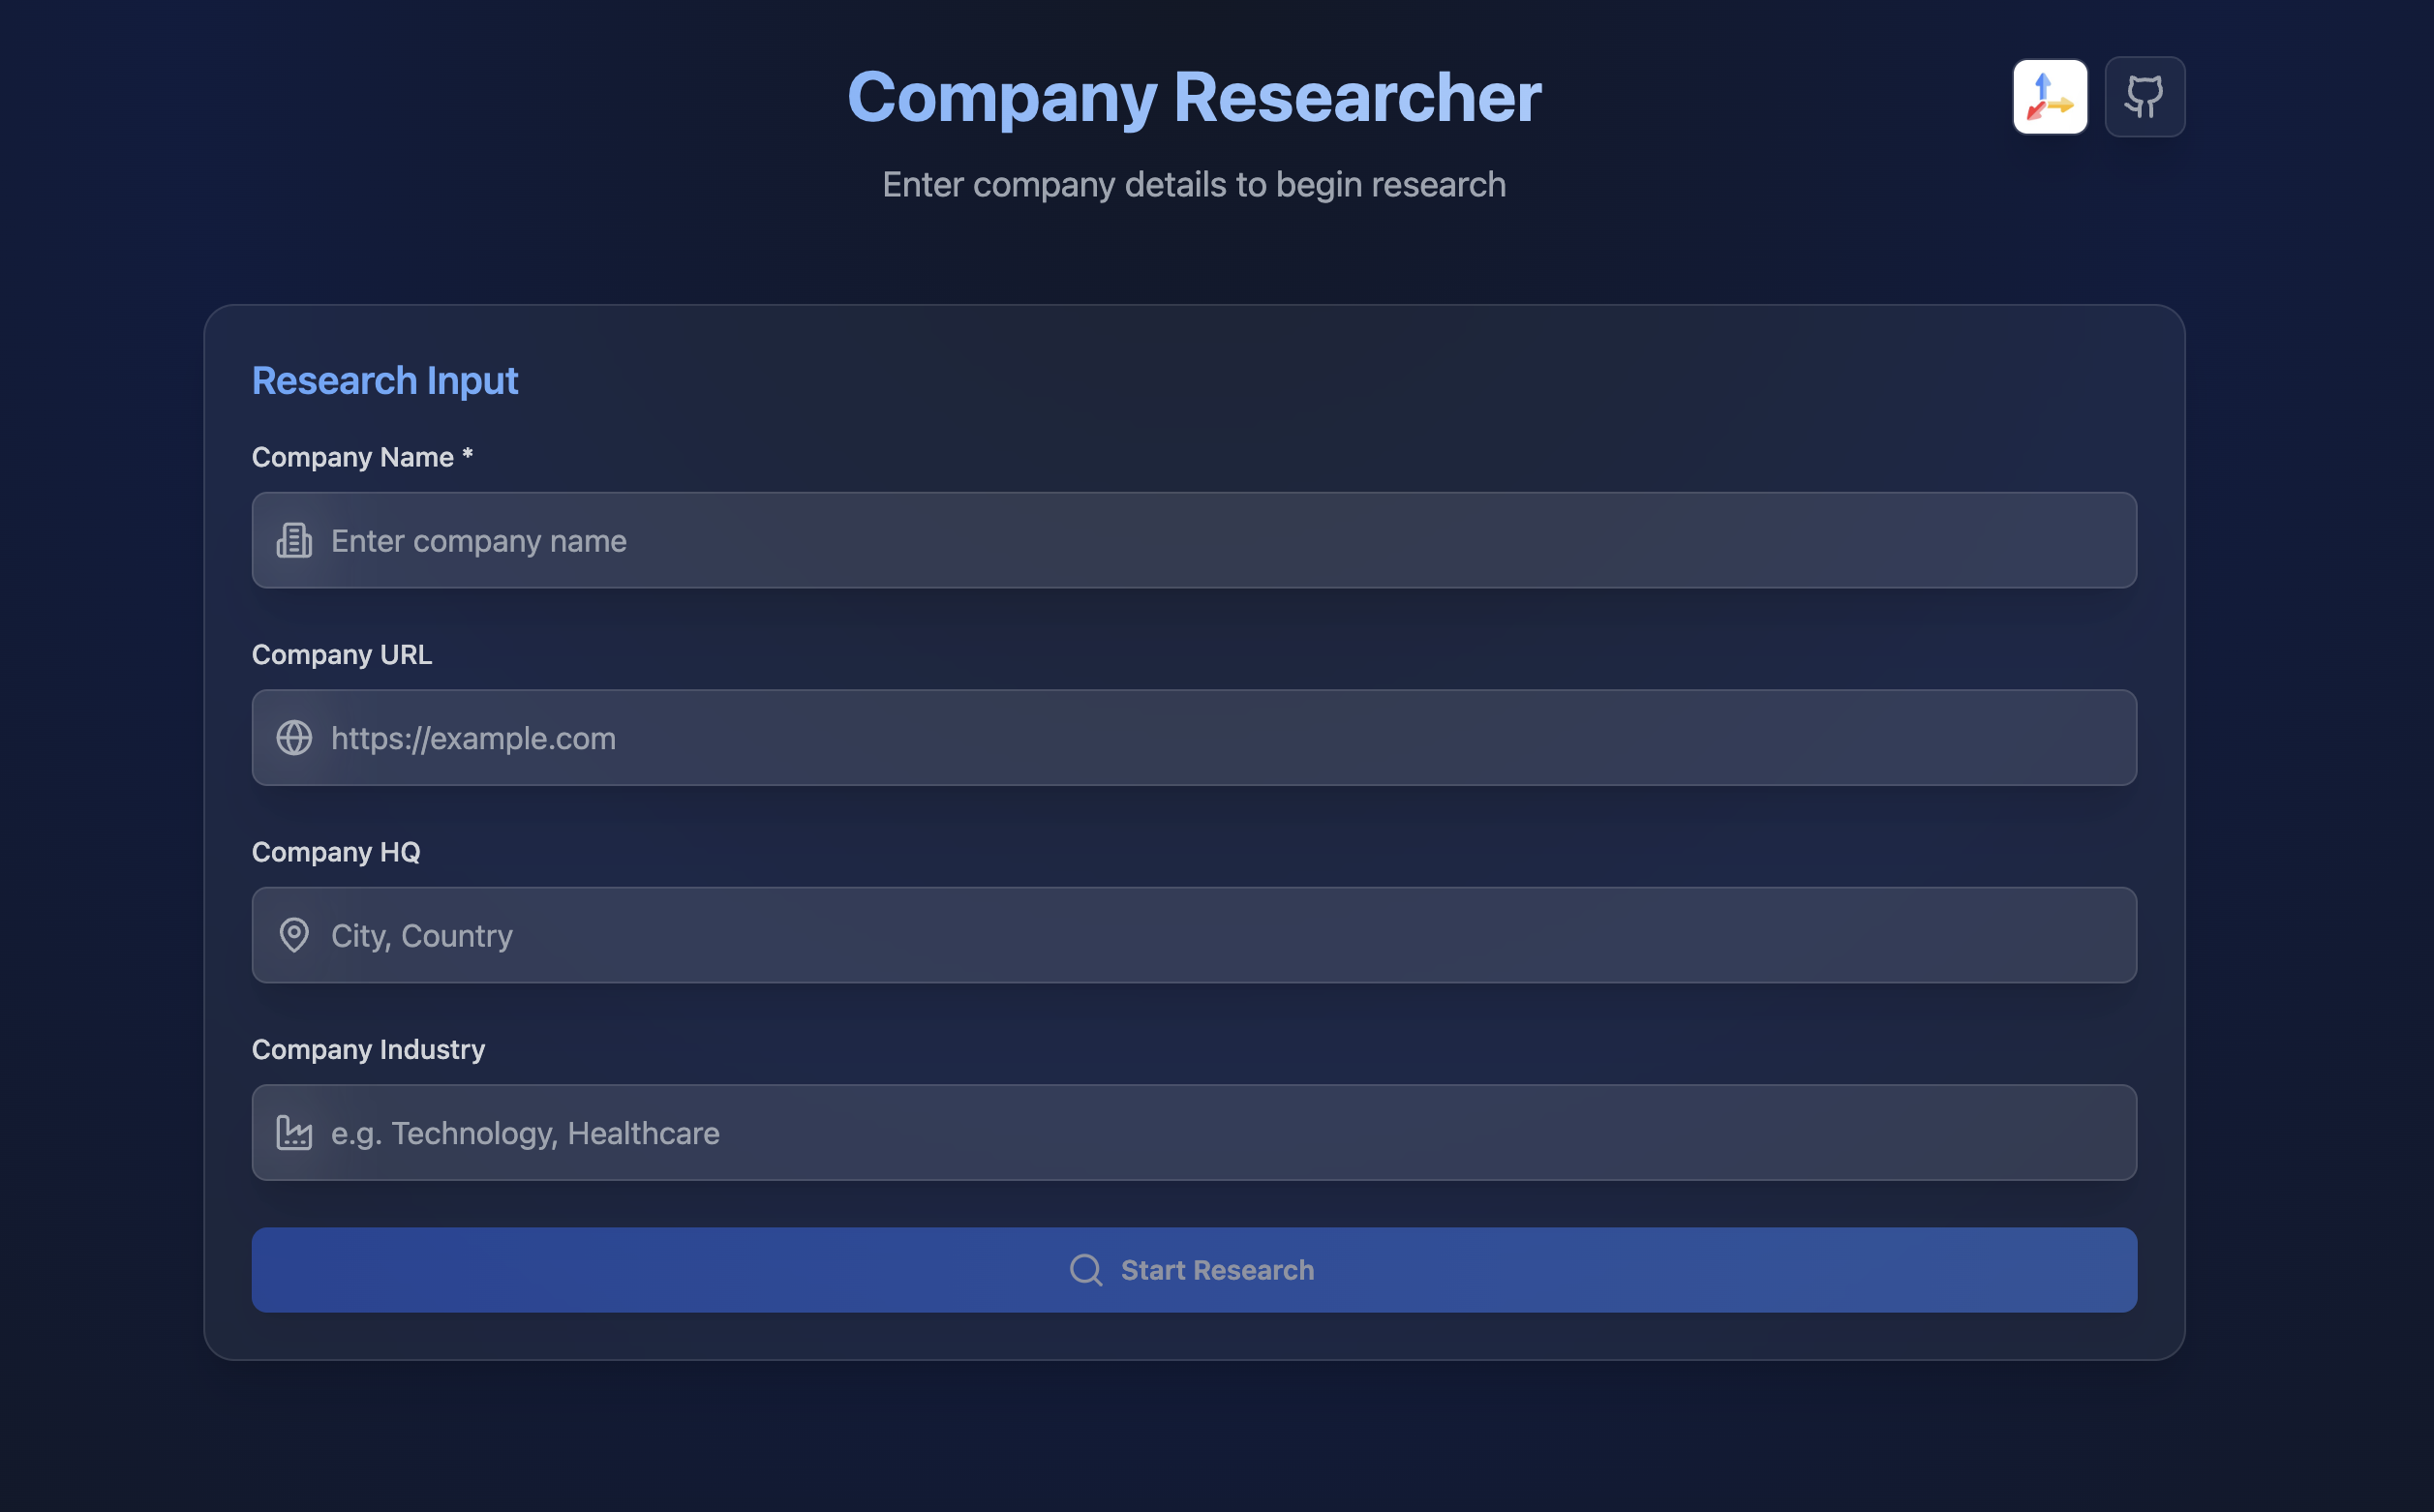 Company Researcher
Enter company details to begin research
Research Input
Company Name *
Enter company name
Company URL
https://example.com
Company HQ
City, Country
Company Industry
e.g. Technology, Healthcare
Start Research